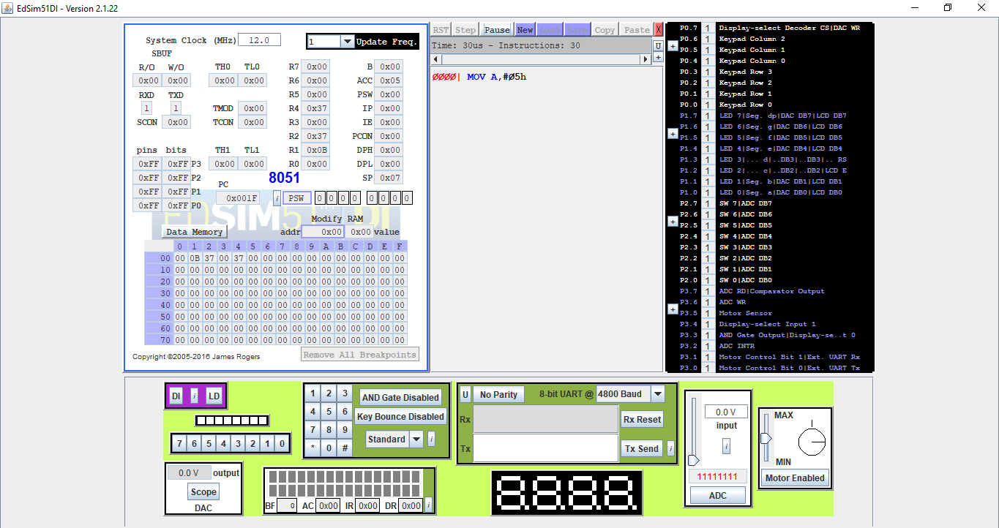 EdSim51DI - Version 2.1.22
System Clock (MHz) 12.0 1 Update Freq.
SBUF
R/O W/O TH0 TL0 R7 0x00 B 0x00
0x00 0x00 0x00 0x00 R6 0x00 ACC 0x05
RXD TXD R5 0x00 PSW 0x00
1 1 TMOD 0x00 R4 0x37 IP 0x00
SCON 0x00 TCON 0x00 R3 0x00 IE 0x00
R2 0x37 PCON 0x00
pins bits TH1 TL1 R1 0x0B DPH 0x00
0xFF 0xFF P3 0x00 0x00 R0 0x00 DPL 0x00
0xFF 0xFF P2 8051 SP 0x07
0xFF 0xFF P1 PC
0x001F i PSW 0 0 0 0 0 0 0 0
0xFF 0xFF P0
EDSIM51™ DI
Modify RAM
Data Memory addr 0x00 0x00 value
0 1 2 3 4 5 6 7 8 9 A B C D E F
00 00 0B 37 00 37 00 00 00 00 00 00 00 00 00 00 00
10 00 00 00 00 00 00 00 00 00 00 00 00 00 00 00 00
20 00 00 00 00 00 00 00 00 00 00 00 00 00 00 00 00
30 00 00 00 00 00 00 00 00 00 00 00 00 00 00 00 00
40 00 00 00 00 00 00 00 00 00 00 00 00 00 00 00 00
50 00 00 00 00 00 00 00 00 00 00 00 00 00 00 00 00
60 00 00 00 00 00 00 00 00 00 00 00 00 00 00 00 00
70 00 00 00 00 00 00 00 00 00 00 00 00 00 00 00 00
Copyright ©2005-2016 James Rogers Remove All Breakpoints
RST Step Pause New Load Save Copy Paste X
Time: 30us - Instructions: 30 U
+
0000| MOV A,#05h
P0.7 1 Display-select Decoder CS|DAC WR
P0.6 1 Keypad Column 2
+ P0.5 1 Keypad Column 1
P0.4 1 Keypad Column 0
P0.3 1 Keypad Row 3
P0.2 1 Keypad Row 2
P0.1 1 Keypad Row 1
P0.0 1 Keypad Row 0
P1.7 1 LED 7|Seg. dp|DAC DB7|LCD DB7
P1.6 1 LED 6|Seg. g|DAC DB6|LCD DB6
+ P1.5 1 LED 5|Seg. f|DAC DB5|LCD DB5
P1.4 1 LED 4|Seg. e|DAC DB4|LCD DB4
P1.3 1 LED 3|... d|..DB3|..DB3|.. RS
P1.2 1 LED 2|... c|..DB2|..DB2|LCD E
P1.1 1 LED 1|Seg. b|DAC DB1|LCD DB1
P1.0 1 LED 0|Seg. a|DAC DB0|LCD DB0
P2.7 1 SW 7|ADC DB7
P2.6 1 SW 6|ADC DB6
+ P2.5 1 SW 5|ADC DB5
P2.4 1 SW 4|ADC DB4
P2.3 1 SW 3|ADC DB3
P2.2 1 SW 2|ADC DB2
P2.1 1 SW 1|ADC DB1
P2.0 1 SW 0|ADC DB0
P3.7 1 ADC RD|Comparator Output
P3.6 1 ADC WR
+ P3.5 1 Motor Sensor
P3.4 1 Display-select Input 1
P3.3 1 AND Gate Output|Display-se..t 0
P3.2 1 ADC INTR
P3.1 1 Motor Control Bit 1|Ext. UART Rx
P3.0 1 Motor Control Bit 0|Ext. UART Tx
DI i LD
7 6 5 4 3 2 1 0
0.0 V output
Scope
DAC
1 2 3 AND Gate Disabled
4 5 6 Key Bounce Disabled
7 8 9 Standard i
* 0 #
BF 0 AC 0x00 IR 0x00 DR 0x00 i
U No Parity 8-bit UART @ 4800 Baud
Rx Rx Reset
Tx Tx Send i
8.8.8.8.
0.0 V
input
i
11111111
ADC
MAX
MIN
Motor Enabled